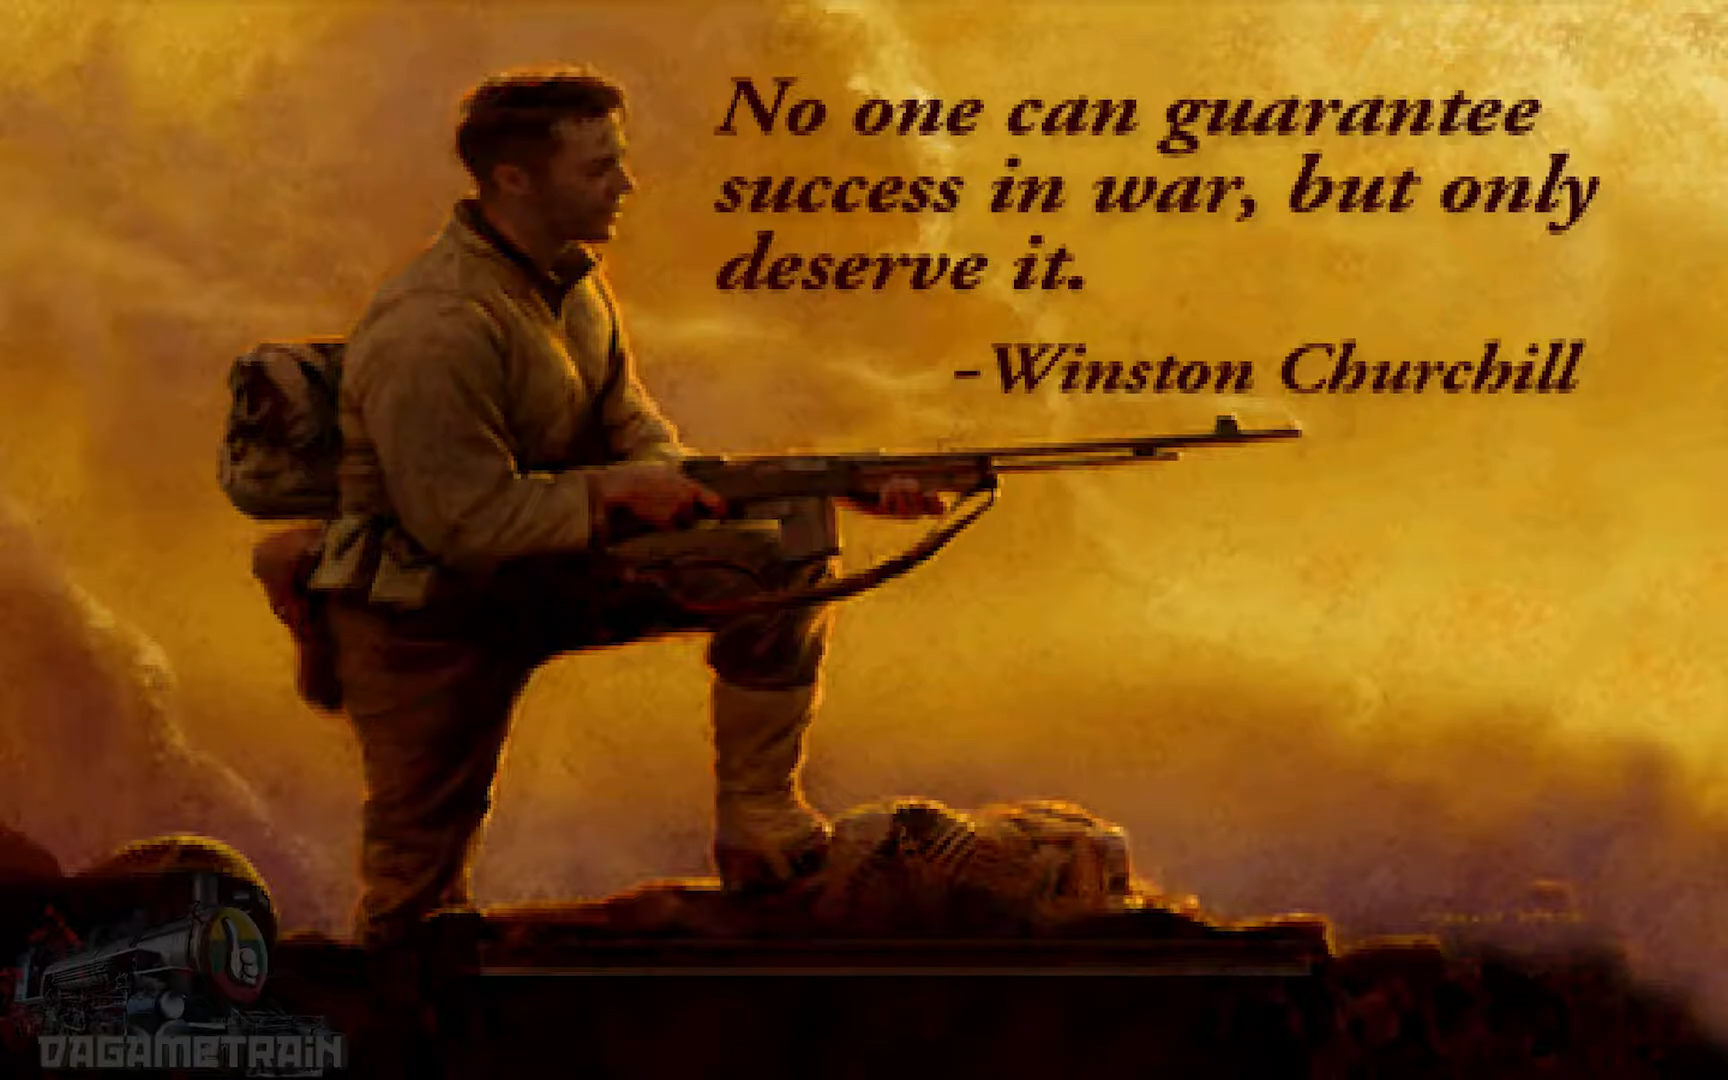 No one can guarantee
success in war, but only
deserve it.
-Winston Churchill
DAGAMETRAIN